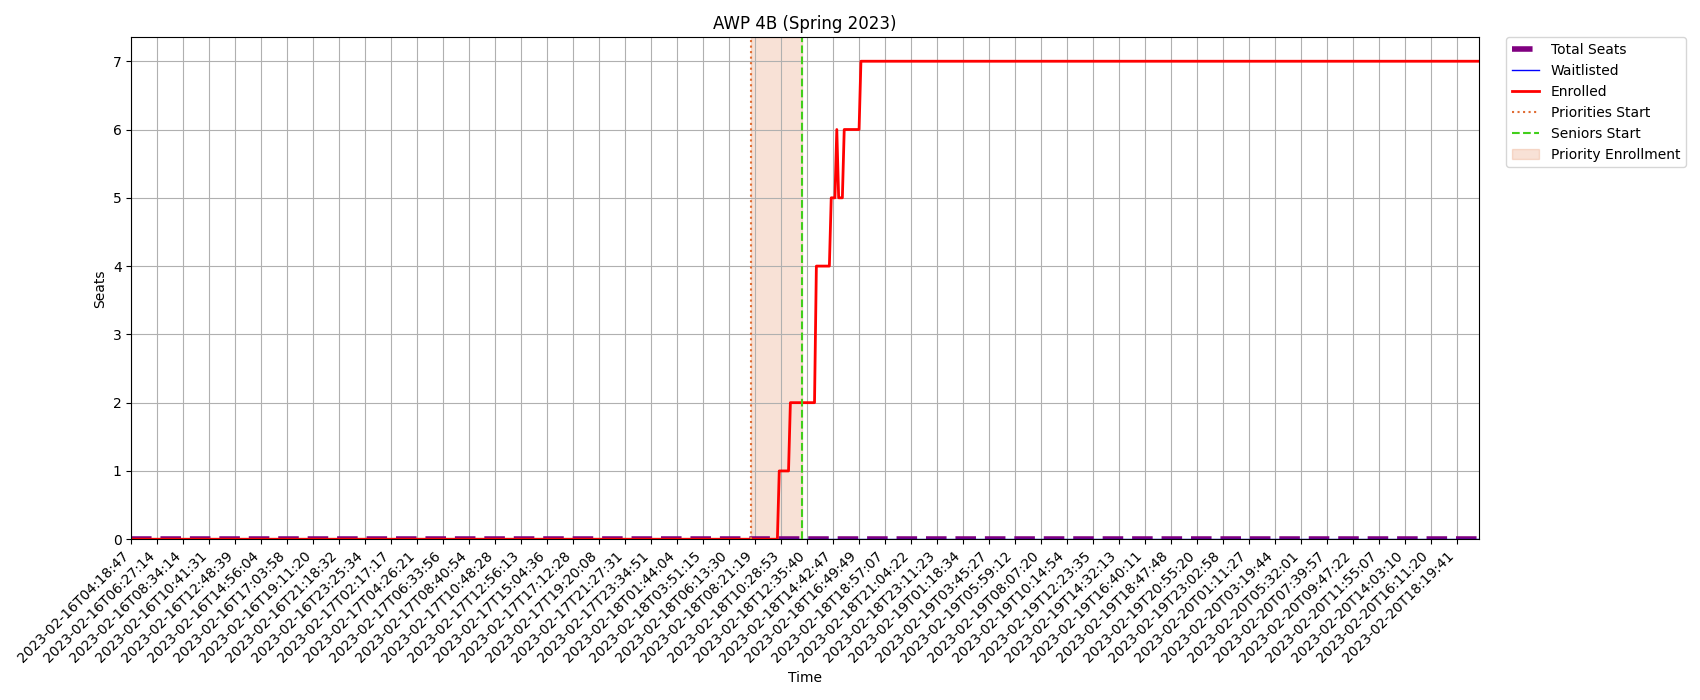 AWP 4B (Spring 2023)
Total Seats
Waitlisted
Enrolled
Priorities Start
Seniors Start
Priority Enrollment
7
6
5
4
3
2
1
0
Seats
2023-02-16T04:18:47
2023-02-16T06:27:14
2023-02-16T08:34:14
2023-02-16T10:41:31
2023-02-16T12:48:39
2023-02-16T14:56:04
2023-02-16T17:03:58
2023-02-16T19:11:20
2023-02-16T21:18:32
2023-02-16T23:25:34
2023-02-17T02:17:17
2023-02-17T04:26:21
2023-02-17T06:33:56
2023-02-17T08:40:54
2023-02-17T10:48:28
2023-02-17T12:56:13
2023-02-17T15:04:36
2023-02-17T17:12:28
2023-02-17T19:20:08
2023-02-17T21:27:31
2023-02-17T23:34:51
2023-02-18T01:44:04
2023-02-18T03:51:15
2023-02-18T06:13:30
2023-02-18T08:21:19
2023-02-18T10:28:53
2023-02-18T12:35:40
2023-02-18T14:42:47
2023-02-18T16:49:49
2023-02-18T18:57:07
2023-02-18T21:04:22
2023-02-18T23:11:23
2023-02-19T01:18:34
2023-02-19T03:45:27
2023-02-19T05:59:12
2023-02-19T08:07:20
2023-02-19T10:14:54
2023-02-19T12:23:35
2023-02-19T14:32:13
2023-02-19T16:40:11
2023-02-19T18:47:48
2023-02-19T20:55:20
2023-02-19T23:02:58
2023-02-20T01:11:27
2023-02-20T03:19:44
2023-02-20T05:32:01
2023-02-20T07:39:57
2023-02-20T09:47:22
2023-02-20T11:55:07
2023-02-20T14:03:10
2023-02-20T16:11:20
2023-02-20T18:19:41
Time